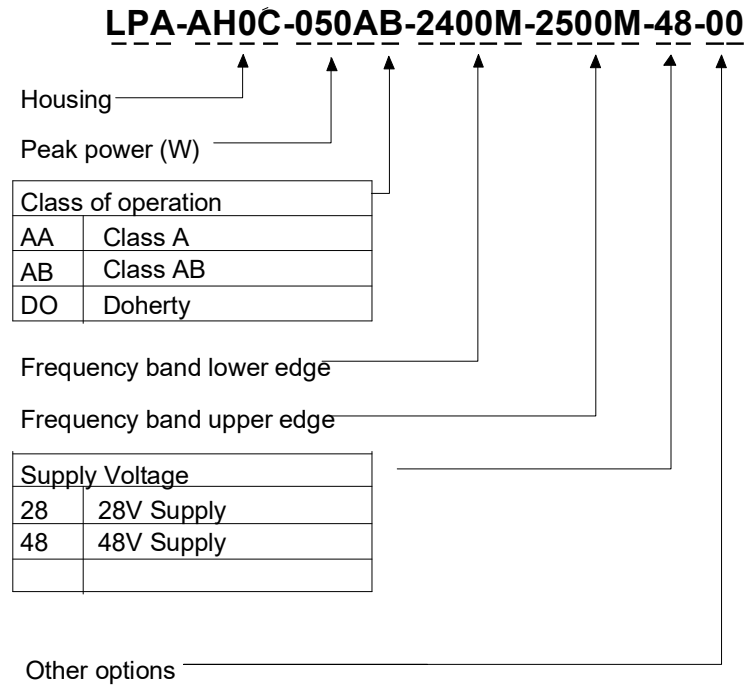 LPA-AH0C-050AB-2400M-2500M-48-00
Housing
Peak power (W)
Class of operation
AA Class A
AB Class AB
DO Doherty
Frequency band lower edge
Frequency band upper edge
Supply Voltage
28 28V Supply
48 48V Supply
Other options